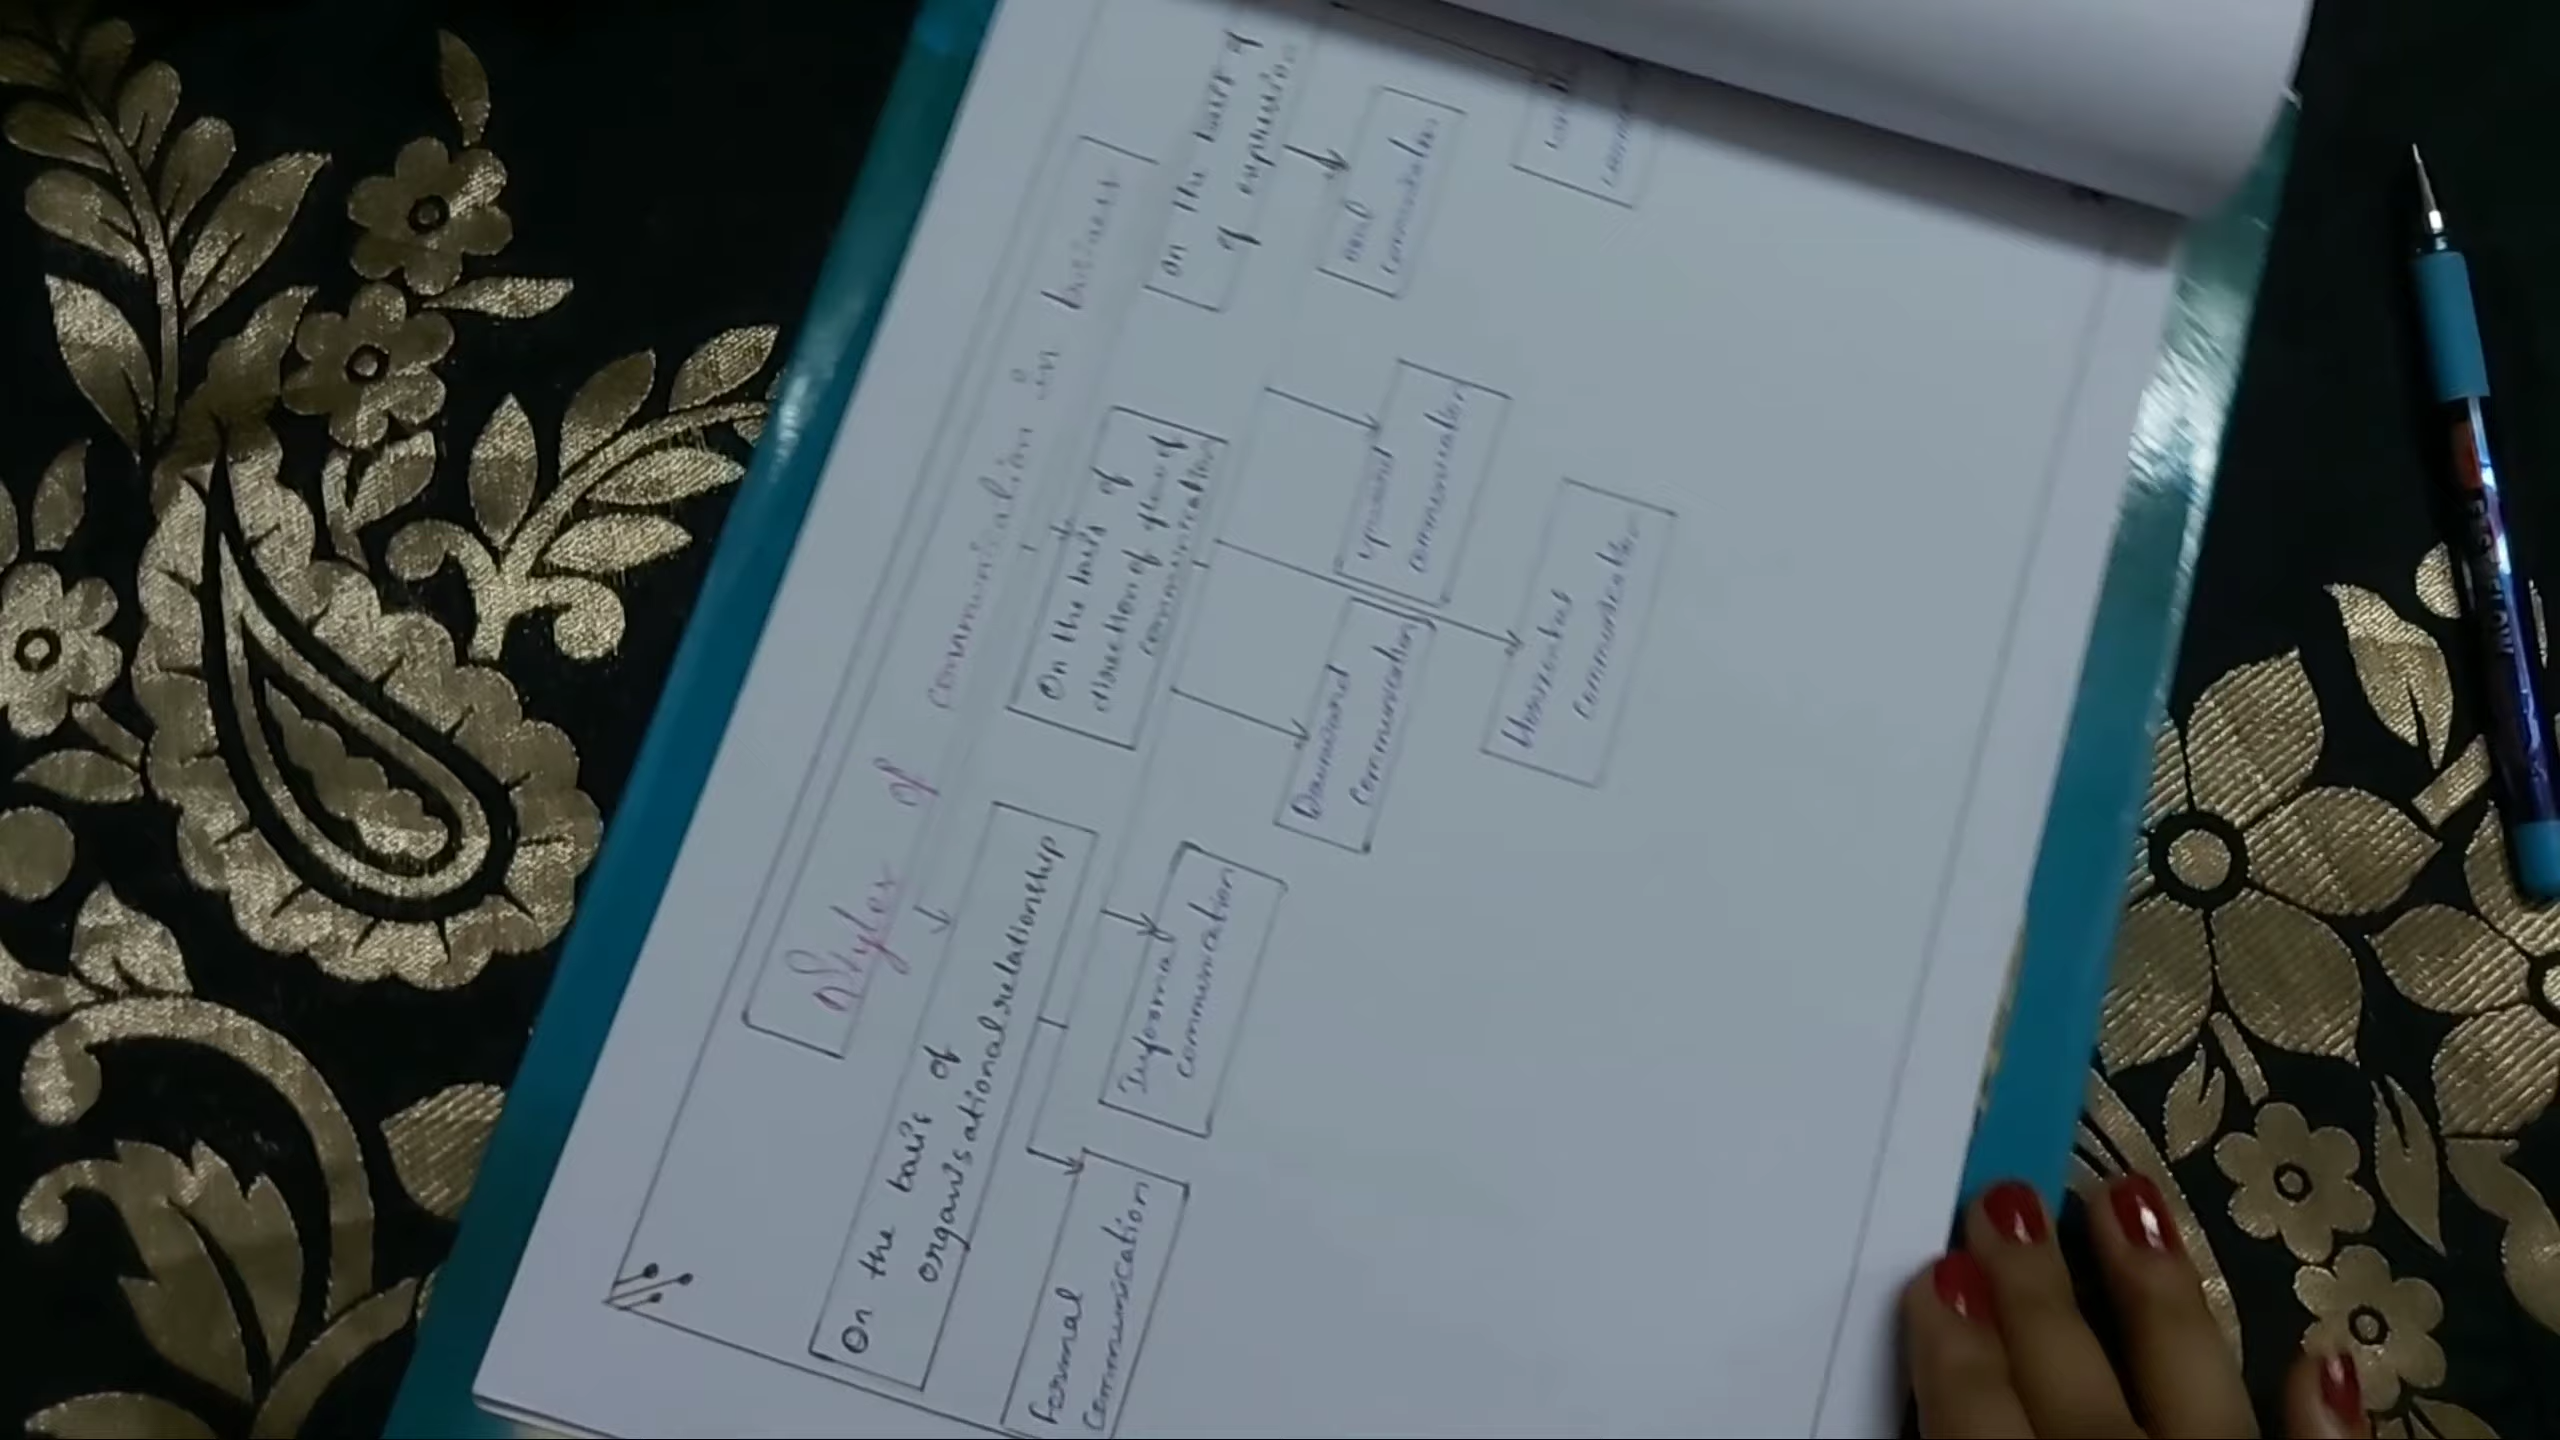 Styles of communication in business
On the basis of
organisational relationship
On the basis of
direction of flow of
communication
On the basis of
of expression
Formal
communication
Informal
communication
Downward
communication
upward
communication
Horizontal
communication
oral
communication